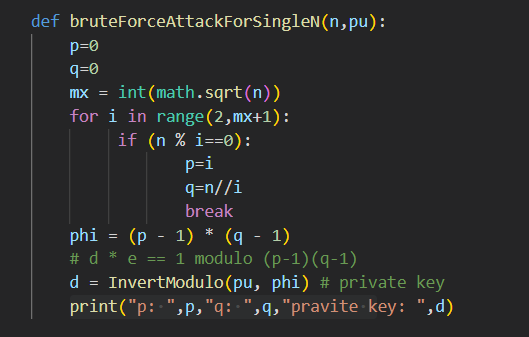 def bruteForceAttackForSingleN(n,pu):
    p=0
    q=0
    mx = int(math.sqrt(n))
    for i in range(2,mx+1):
        if (n % i==0):
                p=i
                q=n//i
                break
    phi = (p - 1) * (q - 1)
    # d * e == 1 modulo (p-1)(q-1)
    d = InvertModulo(pu, phi) # private key
    print("p: ",p,"q: ",q,"pravite key: ",d)